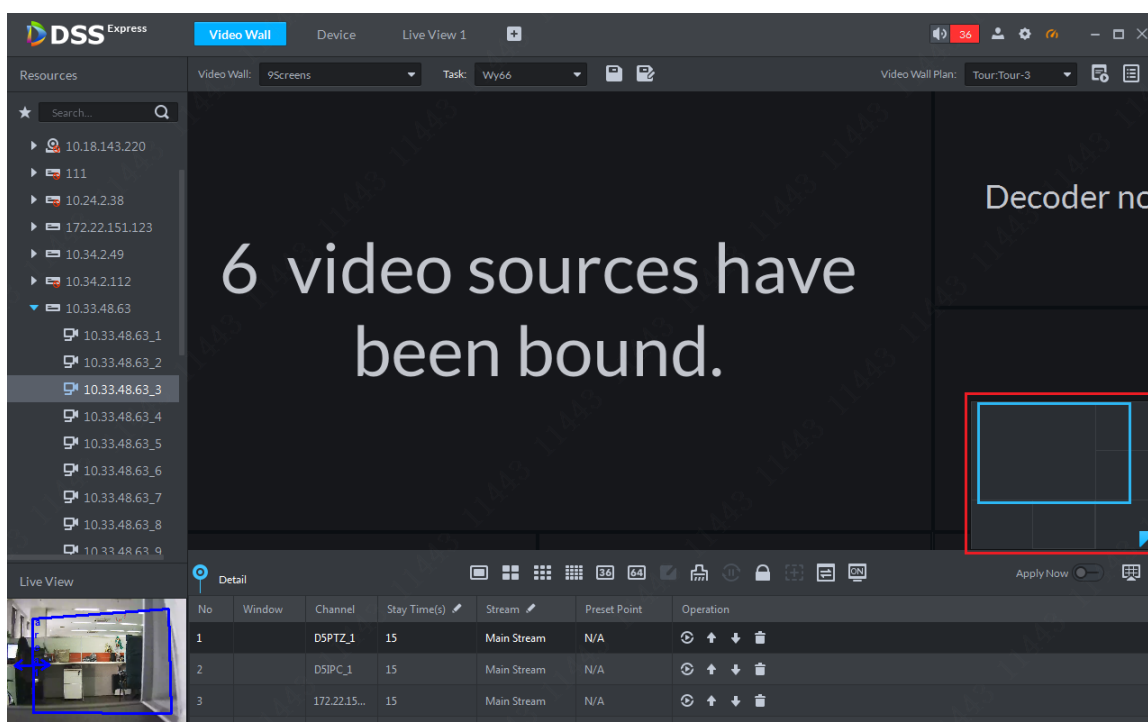 DSS Express
Video Wall
Device
Live View 1
36
Resources
Video Wall: 9Screens
Task: Wy66
Video Wall Plan: Tour:Tour-3
Search...
10.18.143.220
111
10.24.2.38
172.22.151.123
10.34.2.49
10.34.2.112
10.33.48.63
10.33.48.63_1
10.33.48.63_2
10.33.48.63_3
10.33.48.63_4
10.33.48.63_5
10.33.48.63_6
10.33.48.63_7
10.33.48.63_8
10.33.48.63_9
6 video sources have
been bound.
Decoder no
Live View
Detail
36
64
ON
Apply Now
No Window Channel Stay Time(s) Stream Preset Point Operation
1 D5PTZ_1 15 Main Stream N/A
2 D5IPC_1 15 Main Stream N/A
3 172.22.15... 15 Main Stream N/A